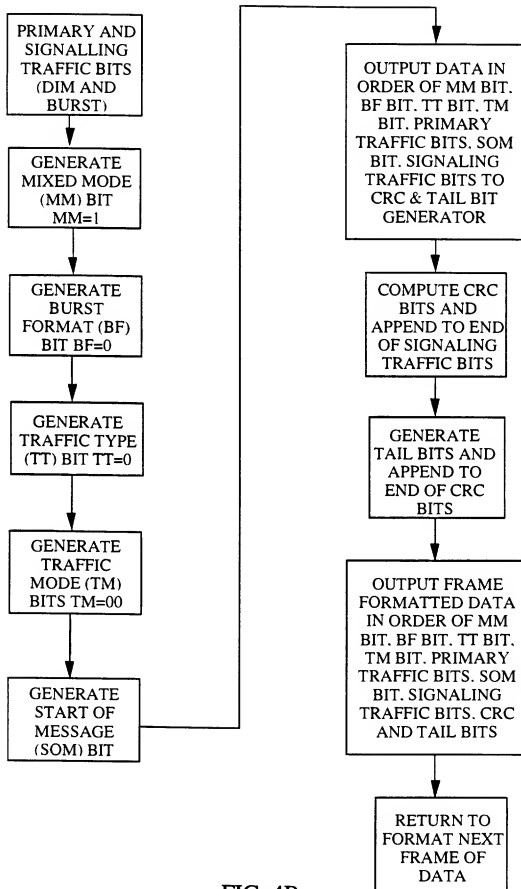 PRIMARY AND
SIGNALLING
TRAFFIC BITS
(DIM AND
BURST)
GENERATE
MIXED MODE
(MM) BIT
MM=1
GENERATE
BURST
FORMAT (BF)
BIT BF=0
GENERATE
TRAFFIC TYPE
(TT) BIT TT=0
GENERATE
TRAFFIC
MODE (TM)
BITS TM=00
GENERATE
START OF
MESSAGE
(SOM) BIT
OUTPUT DATA IN
ORDER OF MM BIT,
BF BIT, TT BIT, TM
BIT, PRIMARY
TRAFFIC BITS, SOM
BIT, SIGNALING
TRAFFIC BITS TO
CRC & TAIL BIT
GENERATOR
COMPUTE CRC
BITS AND
APPEND TO END
OF SIGNALING
TRAFFIC BITS
GENERATE
TAIL BITS AND
APPEND TO
END OF CRC
BITS
OUTPUT FRAME
FORMATTED DATA
IN ORDER OF MM
BIT, BF BIT, TT BIT,
TM BIT, PRIMARY
TRAFFIC BITS, SOM
BIT, SIGNALING
TRAFFIC BITS, CRC
AND TAIL BITS
RETURN TO
FORMAT NEXT
FRAME OF
DATA